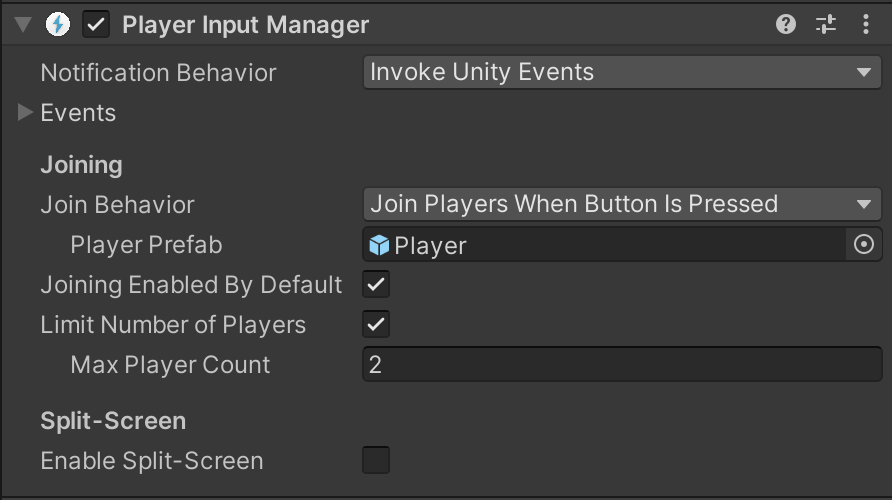 Player Input Manager
Notification Behavior Invoke Unity Events
Events
Joining
Join Behavior Join Players When Button Is Pressed
Player Prefab Player
Joining Enabled By Default
Limit Number of Players
Max Player Count 2
Split-Screen
Enable Split-Screen